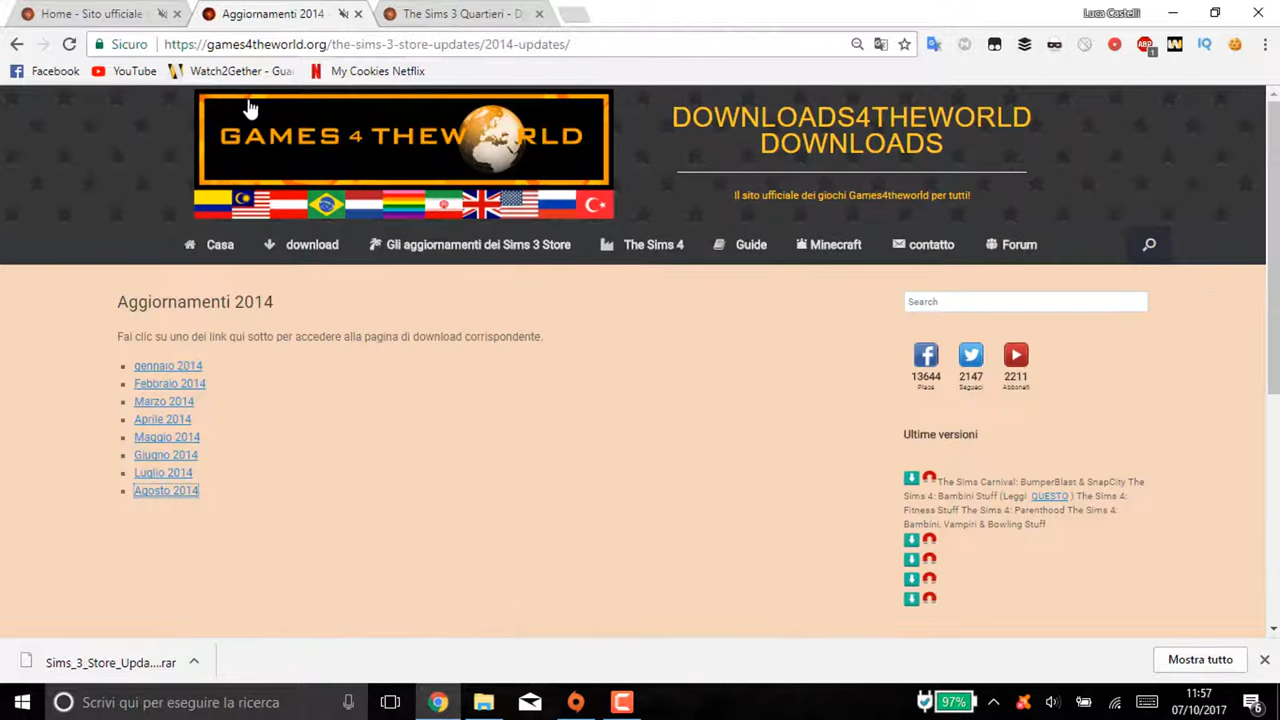 Home - Sito ufficiale
Aggiornamenti 2014
The Sims 3 Quartieri - D
Luca Castelli
Sicuro
https://games4theworld.org/the-sims-3-store-updates/2014-updates/
ABP
1
IQ
Facebook
YouTube
Watch2Gether - Gua
My Cookies Netflix
GAMES 4 THEWORLD
DOWNLOADS4THEWORLD
DOWNLOADS
Il sito ufficiale dei giochi Games4theworld per tutti!
Casa
download
Gli aggiornamenti dei Sims 3 Store
The Sims 4
Guide
Minecraft
contatto
Forum
Aggiornamenti 2014
Fai clic su uno dei link qui sotto per accedere alla pagina di download corrispondente.
gennaio 2014
Febbraio 2014
Marzo 2014
Aprile 2014
Maggio 2014
Giugno 2014
Luglio 2014
Agosto 2014
Search
13644
2147
2211
Piace
Seguaci
Abbonati
Ultime versioni
The Sims Carnival: BumperBlast & SnapCity The
Sims 4: Bambini Stuff (Leggi QUESTO ) The Sims 4:
Fitness Stuff The Sims 4: Parenthood The Sims 4:
Bambini, Vampiri & Bowling Stuff
Sims_3_Store_Upda....rar
Mostra tutto
Scrivi qui per eseguire la ricerca
97%
11:57
07/10/2017
6